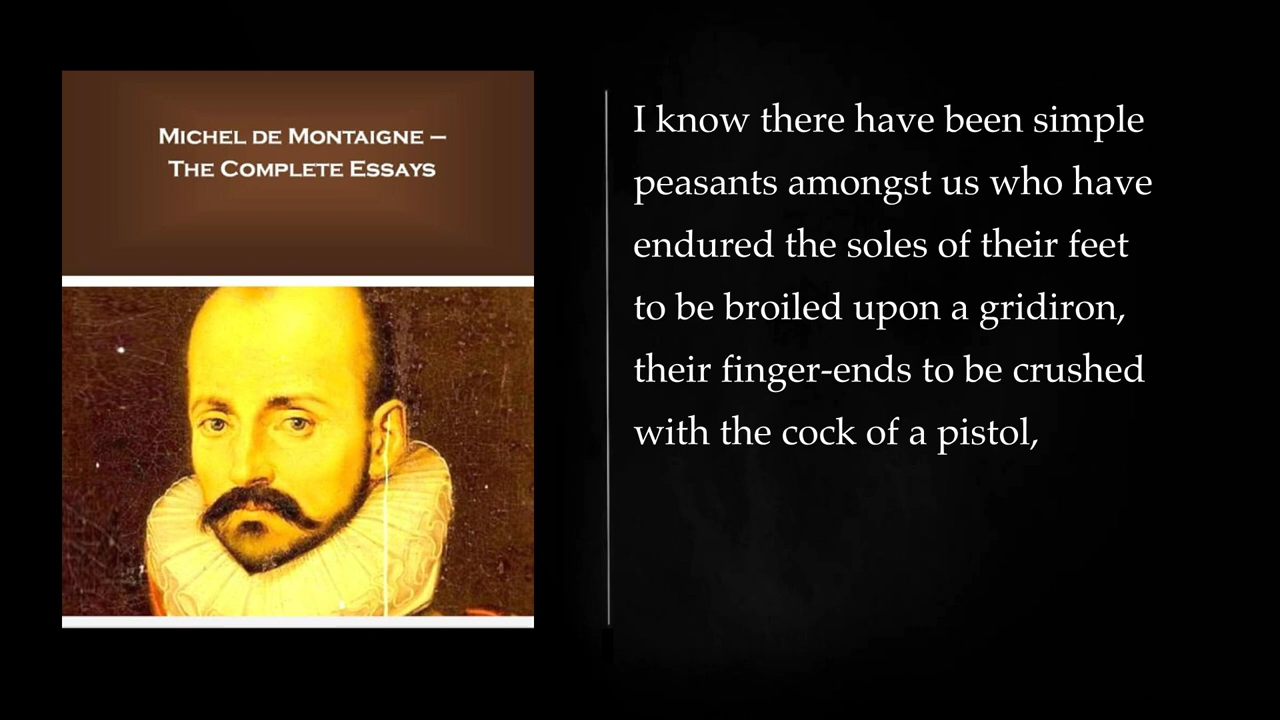 MICHEL DE MONTAIGNE –
THE COMPLETE ESSAYS
I know there have been simple
peasants amongst us who have
endured the soles of their feet
to be broiled upon a gridiron,
their finger-ends to be crushed
with the cock of a pistol,